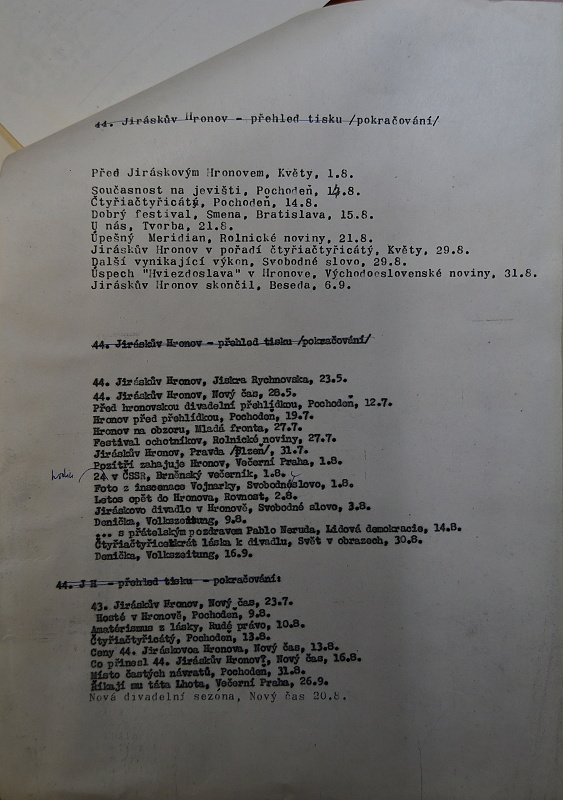 44. Jiráskův Hronov - přehled tisku /pokračování/
Před Jiráskovým Hronovem, Květy, 1.8.
Současnost na jevišti, Pochodeň, 14.8.
Čtyřiačtyřicátý, Pochodeň, 14.8.
Dobrý festival, Smena, Bratislava, 15.8.
U nás, Tvorba, 21.8.
Úpešný Meridian, Rolnické noviny, 21.8.
Jiráskův Hronov v pořadí čtyřiačtyřicátý, Květy, 29.8.
Další vynikající výkon, Svobodné slovo, 29.8.
Úspech "Hviezdoslava" v Hronove, Východoslovenské noviny, 31.8.
Jiráskův Hronov skončil, Beseda, 6.9.
44. Jiráskův Hronov - přehled tisku /pokračování/
44. Jiráskův Hronov, Jiskra Rychnovska, 23.5.
44. Jiráskův Hronov, Nový čas, 28.5.
Před hronovskou divadelní přehlídkou, Pochodeň, 12.7.
Hronov před přehlídkou, Pochodeň, 19.7.
Hronov na obzoru, Mladá fronta, 27.7.
Festival ochotníků, Rolnické noviny, 27.7.
Jiráskův Hronov, Pravda /Plzeň/, 31.7.
Pozítří zahajuje Hronov, Večerní Praha, 1.8.
24 v ČSSR, Brněnský večerník, 1.8.
Foto z inscenace Vojnarky, Svobodnéslovo, 1.8.
Letos opět do Hronova, Rovnost, 2.8.
Jiráskovo divadlo v Hronově, Svobodné slovo, 3.8.
Denička, Volkszeitung, 9.8.
... s přátelským pozdravem Pablo Neruda, Lidová demokracie, 14.8.
Čtyřiačtyřicetkrát láska k divadlu, Svět v obrazech, 30.8.
Denička, Volkszeitung, 16.9.
44. J H - přehled tisku - pokračování:
43. Jiráskův Hronov, Nový čas, 23.7.
Hosté v Hronově, Pochodeň, 9.8.
Amatérismus z lásky, Rudé právo, 10.8.
Čtyřiačtyřicátý, Pochodeň, 13.8.
Ceny 44. Jiráskova Hronova, Nový čas, 13.8.
Co přinesl 44. Jiráskův Hronov?, Nový čas, 16.8.
Místo častých návratů, Pochodeň, 31.8.
Říkají mu táta Lhota, Večerní Praha, 26.9.
Nová divadelní sezóna, Nový čas 20.8.